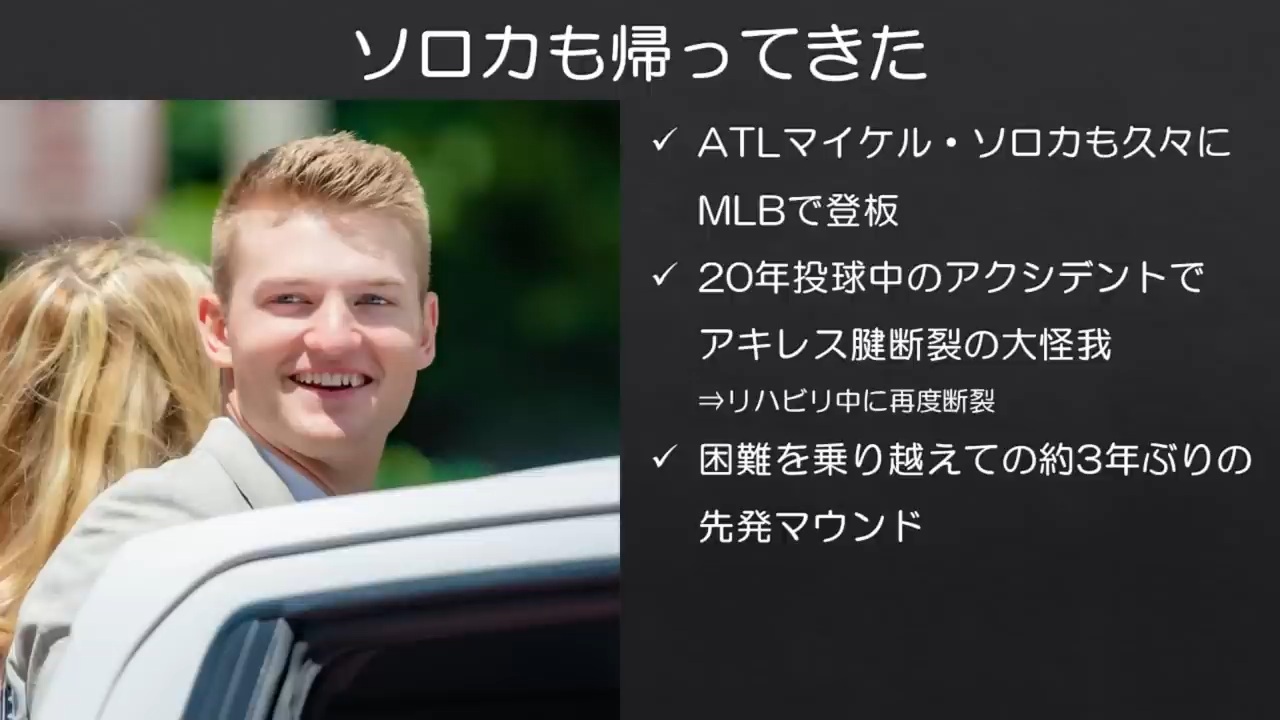 ソロカも帰ってきた
✓ ATLマイケル・ソロカも久々に
MLBで登板
✓ 20年投球中のアクシデントで
アキレス腱断裂の大怪我
⇒リハビリ中に再度断裂
✓ 困難を乗り越えての約3年ぶりの
先発マウンド